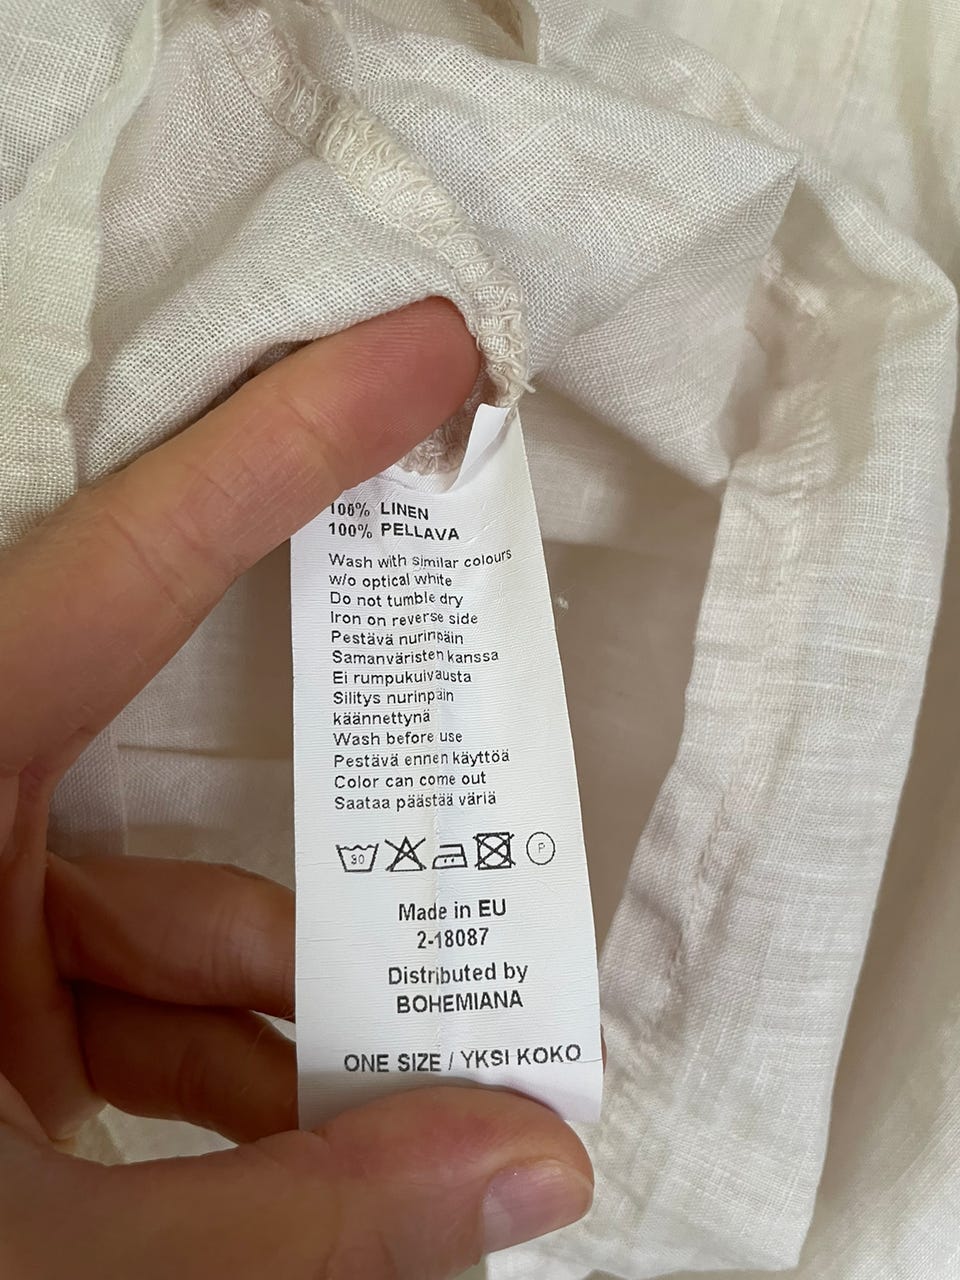 100% LINEN
100% PELLAVA
Wash with similar colours
w/o optical white
Do not tumble dry
Iron on reverse side
Pestävä nurinpäin
Samanväristen kanssa
Ei rumpukuivausta
Silitys nurinpäin
käännettynä
Wash before use
Pestävä ennen käyttöä
Color can come out
Saataa päästää väriä
30 P
Made in EU
2-18087
Distributed by
BOHEMIANA
ONE SIZE / YKSI KOKO